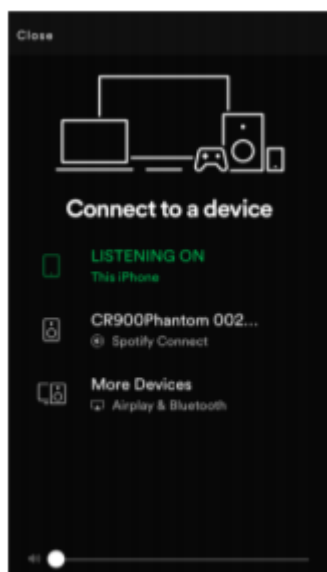 Close
Connect to a device
LISTENING ON
This iPhone
CR900Phantom 002...
Spotify Connect
More Devices
Airplay & Bluetooth